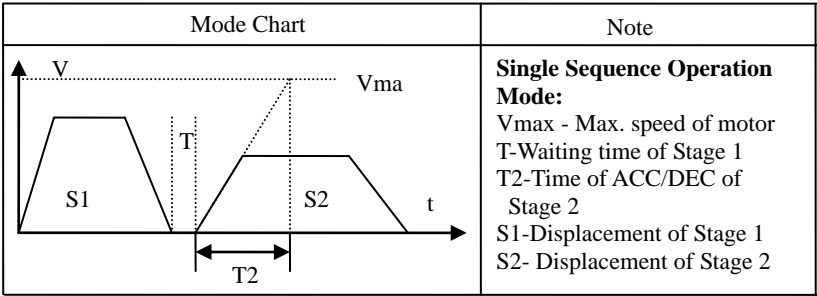 Mode Chart
Note
V
Vma
T
S1
S2
t
T2
Single Sequence Operation
Mode:
Vmax - Max. speed of motor
T-Waiting time of Stage 1
T2-Time of ACC/DEC of
Stage 2
S1-Displacement of Stage 1
S2- Displacement of Stage 2